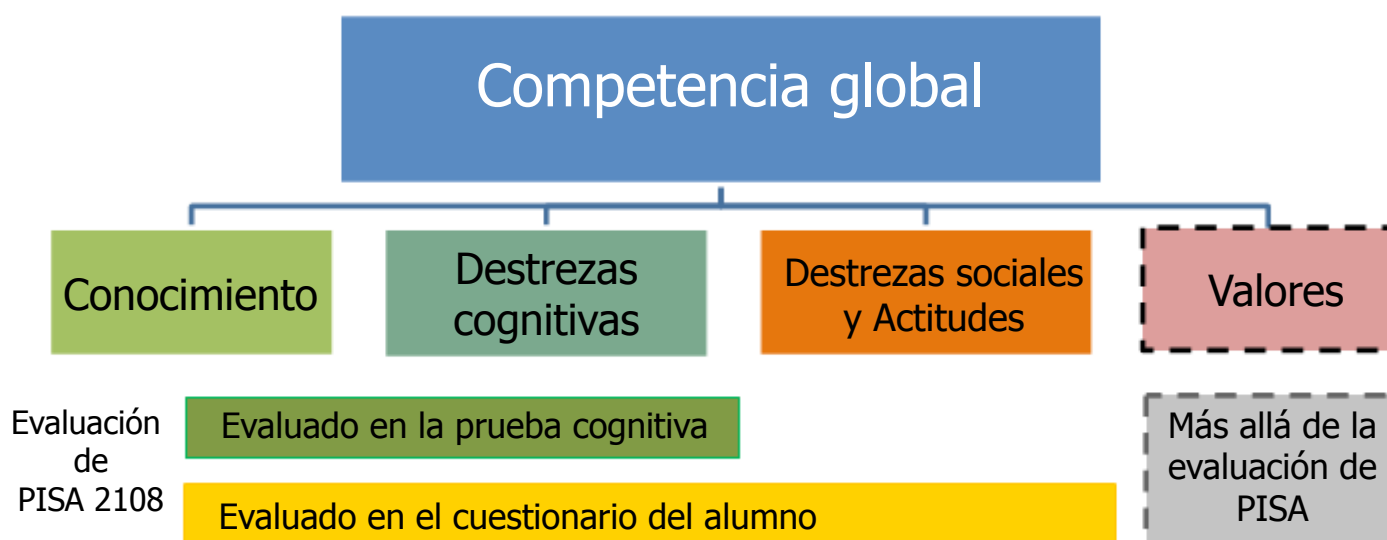 Competencia global
Conocimiento
Destrezas
cognitivas
Destrezas sociales
y Actitudes
Valores
Evaluación
de
PISA 2108
Evaluado en la prueba cognitiva
Evaluado en el cuestionario del alumno
Más allá de la
evaluación de
PISA